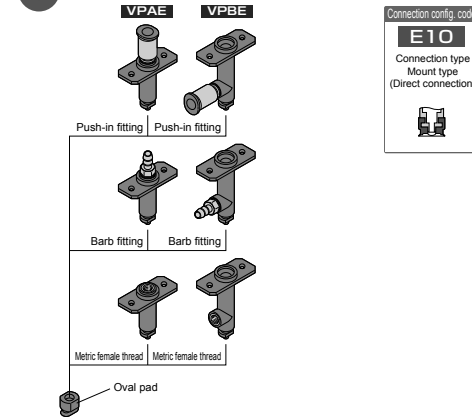 VPAE VPBE
Push-in fitting Push-in fitting
Barb fitting Barb fitting
Metric female thread Metric female thread
Oval pad
Connection config. code
E10
Connection type
Mount type
(Direct connection